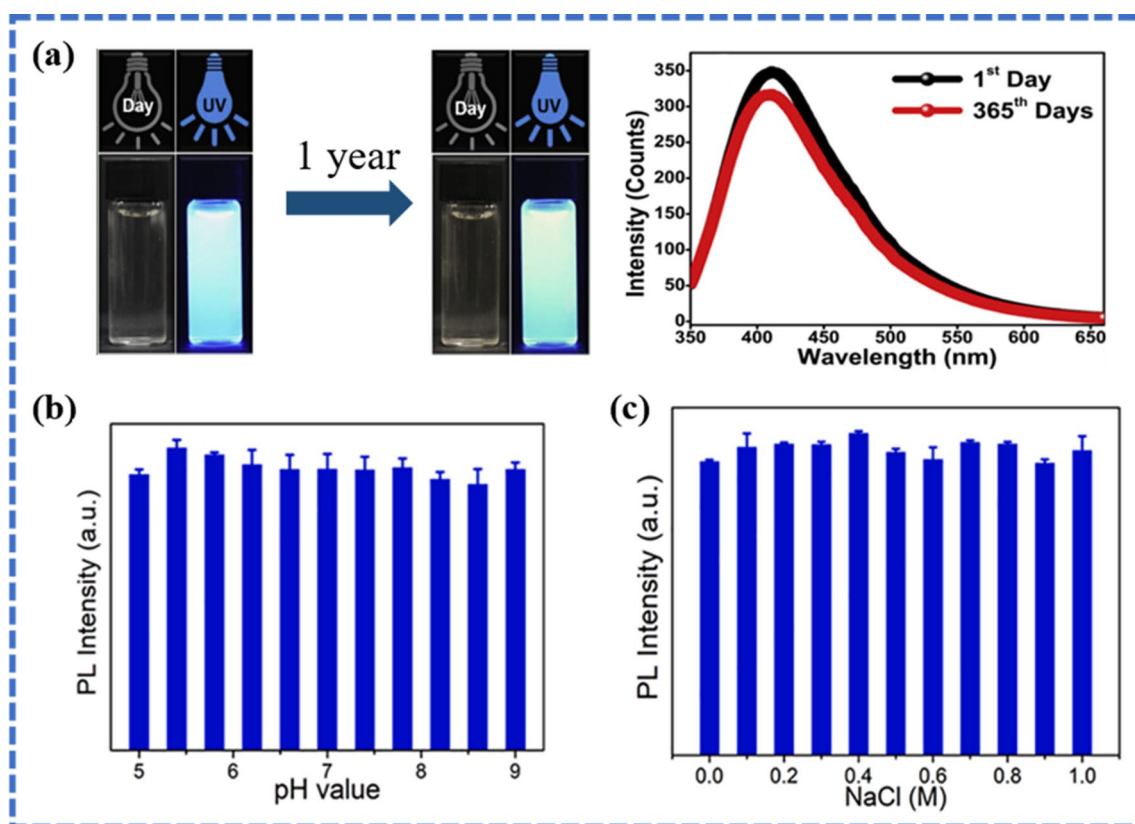 (a)
Day
UV
1 year
Day
UV
1st Day
365th Days
Intensity (Counts)
350
300
250
200
150
100
50
0
350 400 450 500 550 600 650
Wavelength (nm)
(b)
PL Intensity (a.u.)
5 6 7 8 9
pH value
(c)
PL Intensity (a.u.)
0.0 0.2 0.4 0.6 0.8 1.0
NaCl (M)